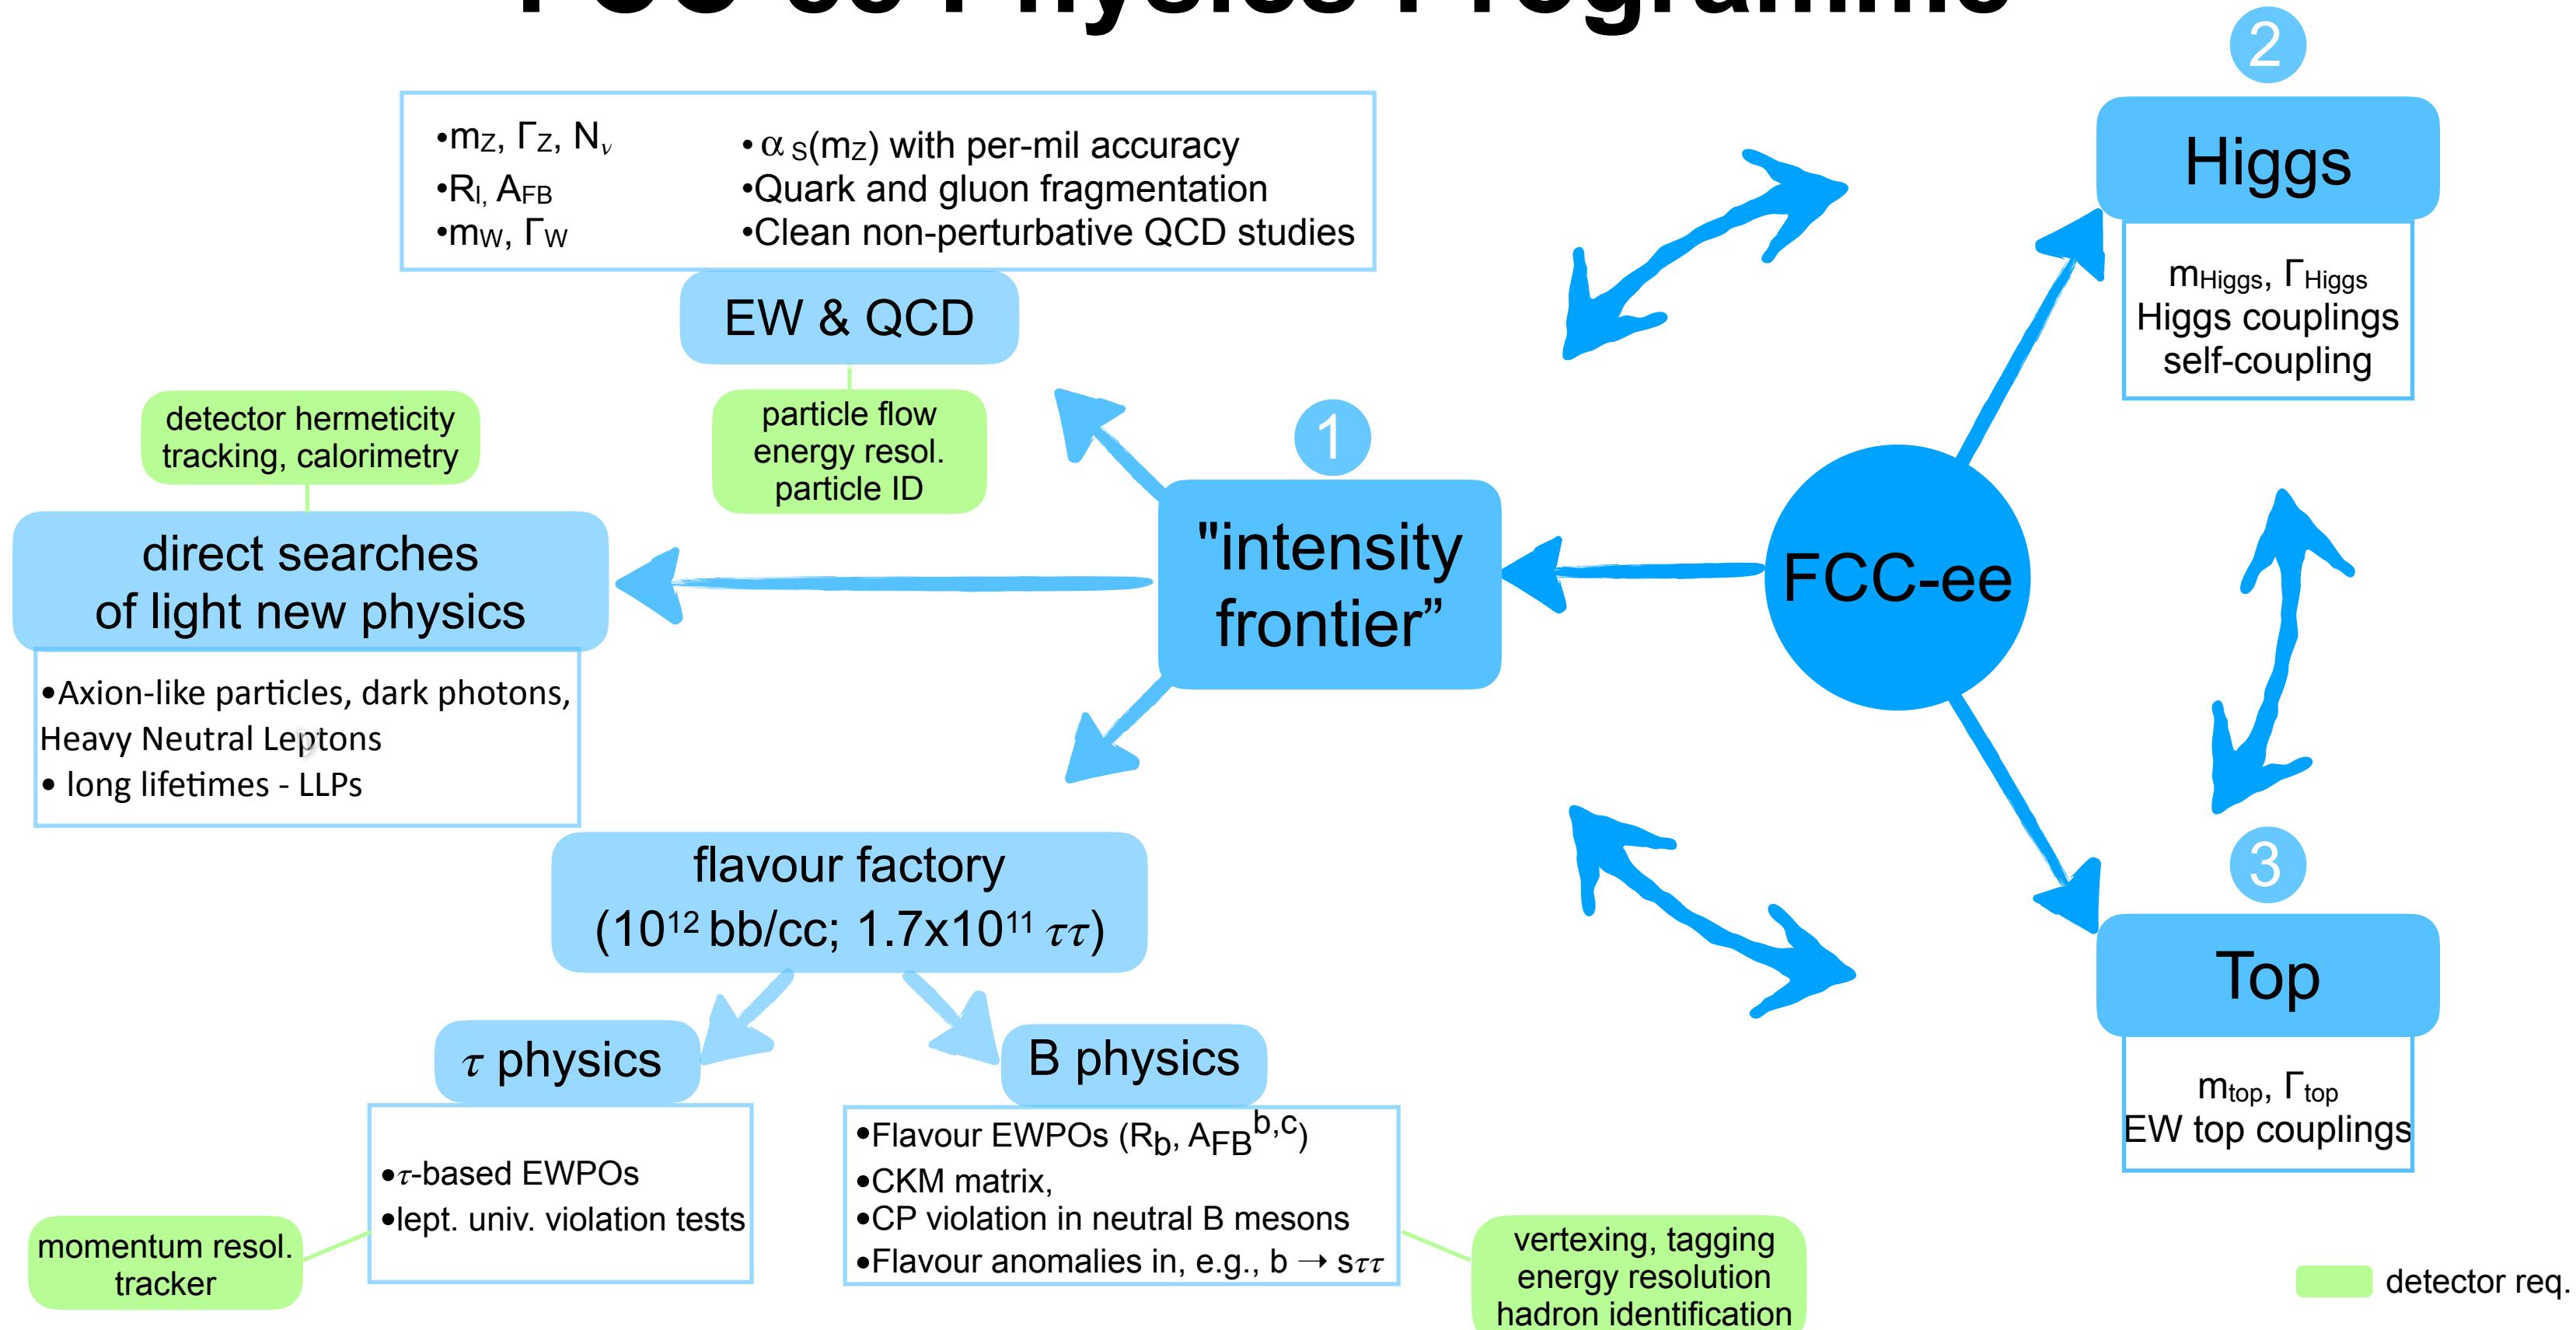 FCC-ee Physics Programme
2
•mZ, ΓZ, Nν
•Rl, AFB
•mW, ΓW
• αS(mZ) with per-mil accuracy
•Quark and gluon fragmentation
•Clean non-perturbative QCD studies
Higgs
mHiggs, ΓHiggs
Higgs couplings
self-coupling
EW & QCD
detector hermeticity
tracking, calorimetry
particle flow
energy resol.
particle ID
1
direct searches
of light new physics
"intensity
frontier”
FCC-ee
•Axion-like particles, dark photons,
Heavy Neutral Leptons
• long lifetimes - LLPs
flavour factory
(10¹² bb/cc; 1.7x10¹¹ ττ)
3
Top
mtop, Γtop
EW top couplings
τ physics
B physics
•τ-based EWPOs
•lept. univ. violation tests
•Flavour EWPOs (Rb, AFBb,c)
•CKM matrix,
•CP violation in neutral B mesons
•Flavour anomalies in, e.g., b → sττ
momentum resol.
tracker
vertexing, tagging
energy resolution
hadron identification
detector req.